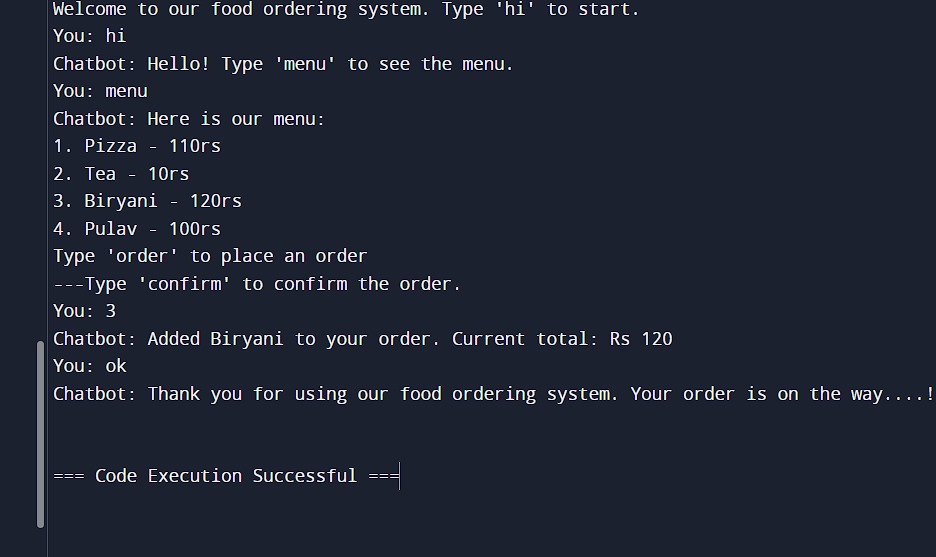 Welcome to our food ordering system. Type 'hi' to start.
You: hi
Chatbot: Hello! Type 'menu' to see the menu.
You: menu
Chatbot: Here is our menu:
1. Pizza - 110rs
2. Tea - 10rs
3. Biryani - 120rs
4. Pulav - 100rs
Type 'order' to place an order
---Type 'confirm' to confirm the order.
You: 3
Chatbot: Added Biryani to your order. Current total: Rs 120
You: ok
Chatbot: Thank you for using our food ordering system. Your order is on the way....!
=== Code Execution Successful ===